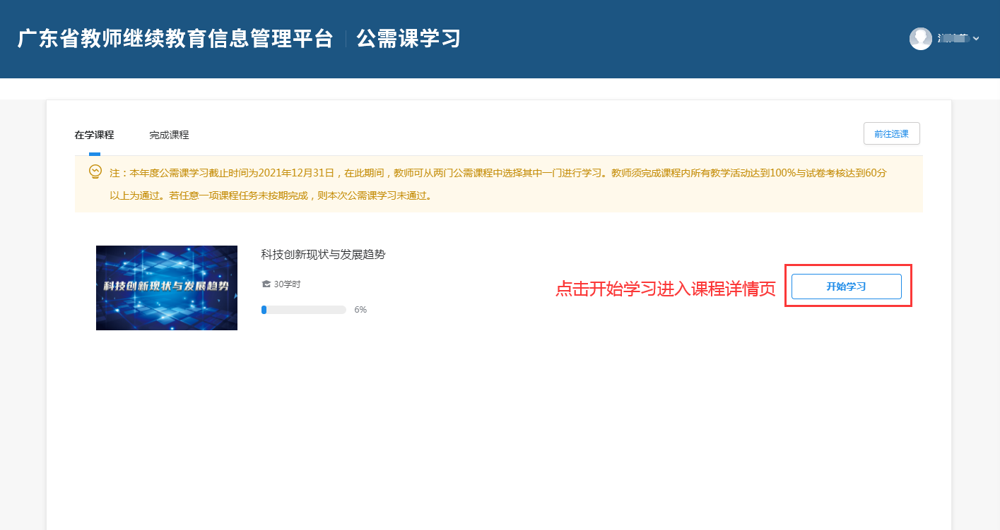 广东省教师继续教育信息管理平台 公需课学习
在学课程 完成课程 前往选课
注：本年度公需课学习截止时间为2021年12月31日，在此期间，教师可从两门公需课程中选择其中一门进行学习。教师须完成课程内所有教学活动达到100%与试卷考核达到60分
以上为通过。若任意一项课程任务未按期完成，则本次公需课学习未通过。
科技创新现状与发展趋势
科技创新现状与发展趋势
30学时
6%
点击开始学习进入课程详情页 开始学习